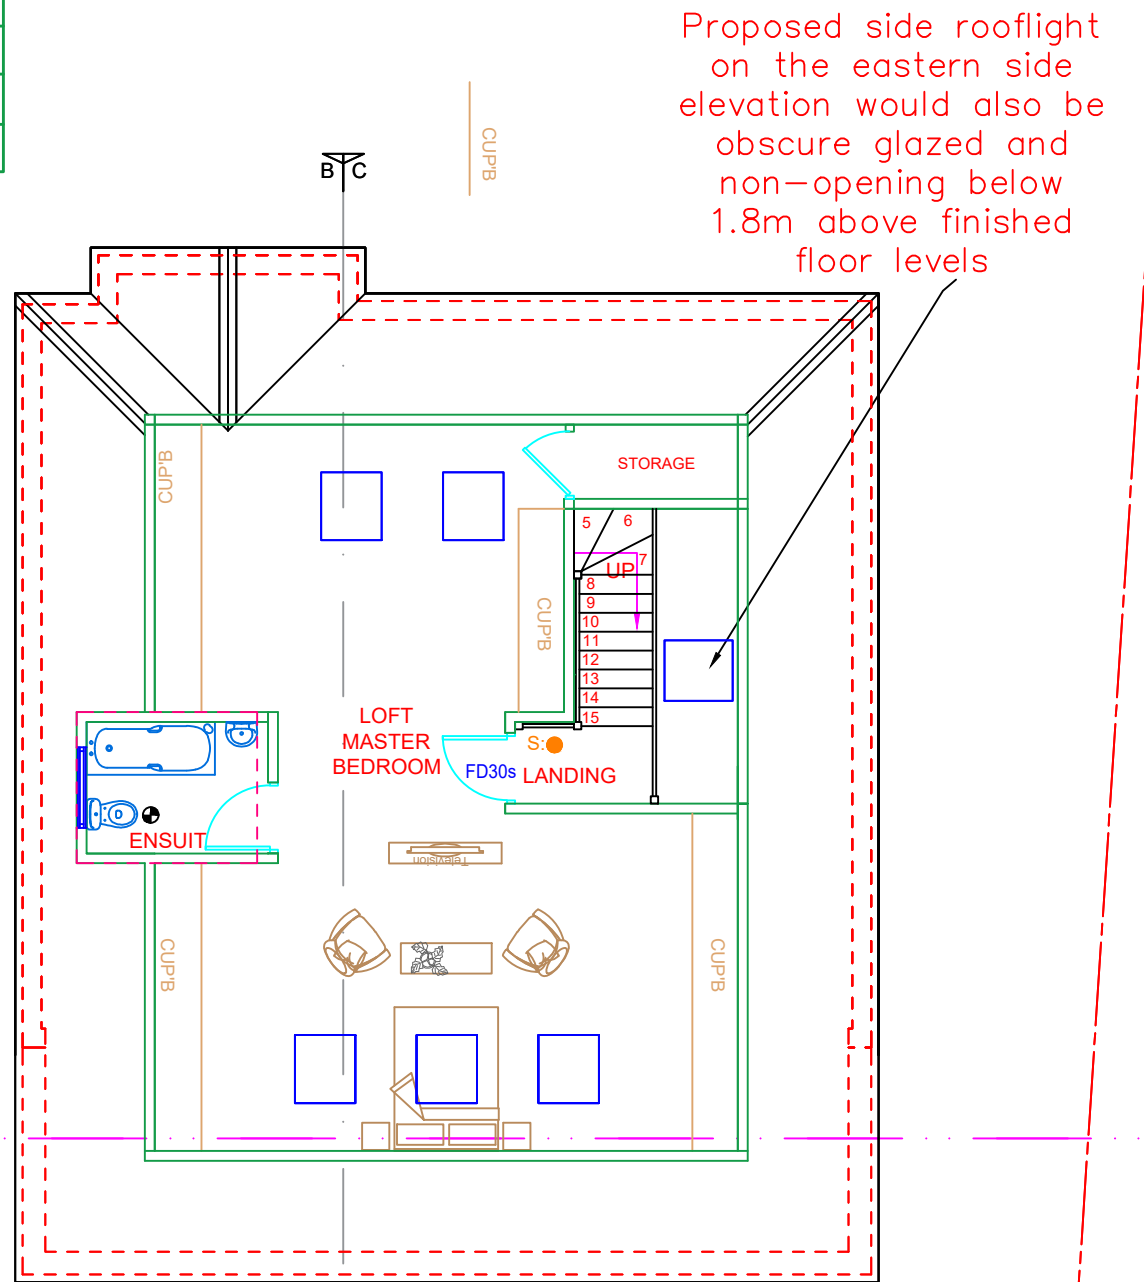 Proposed side rooflight
on the eastern side
elevation would also be
obscure glazed and
non-opening below
1.8m above finished
floor levels
CUP'B
B C
CUP'B
STORAGE
5 6
7
UP
8
9
10
11
12
13
14
15
CUP'B
LOFT
MASTER
BEDROOM
S:
FD30s
LANDING
ENSUIT
Television
CUP'B
CUP'B